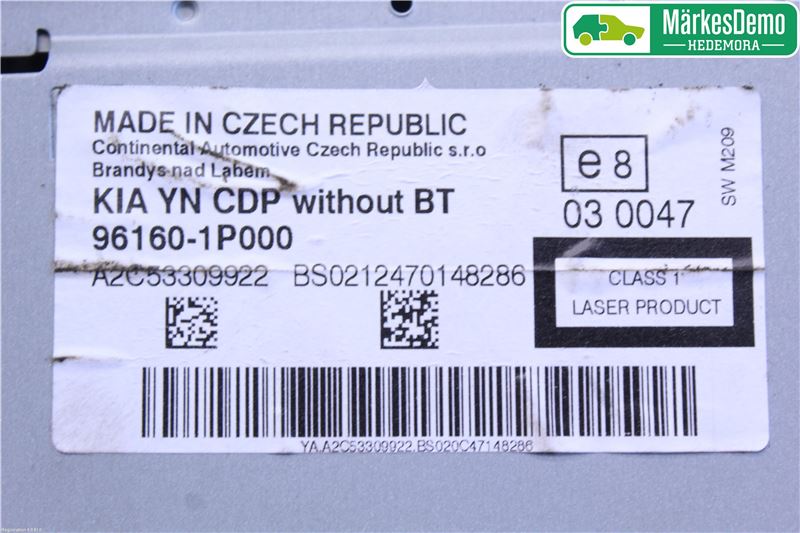 MärkesDemo
HEDEMORA
MADE IN CZECH REPUBLIC
Continental Automotive Czech Republic s.r.o
Brandys nad Labem
KIA YN CDP without BT
96160-1P000
A2C53309922 BS0212470148286
e8
03 0047
SW M209
CLASS 1
LASER PRODUCT
YA.A2C53309922.BS020C47148286